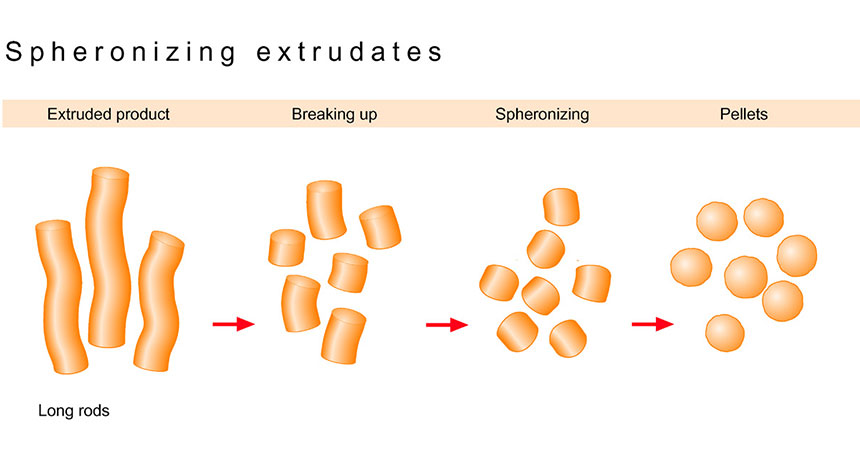 Spheronizing extrudates
Extruded product Breaking up Spheronizing Pellets
Long rods